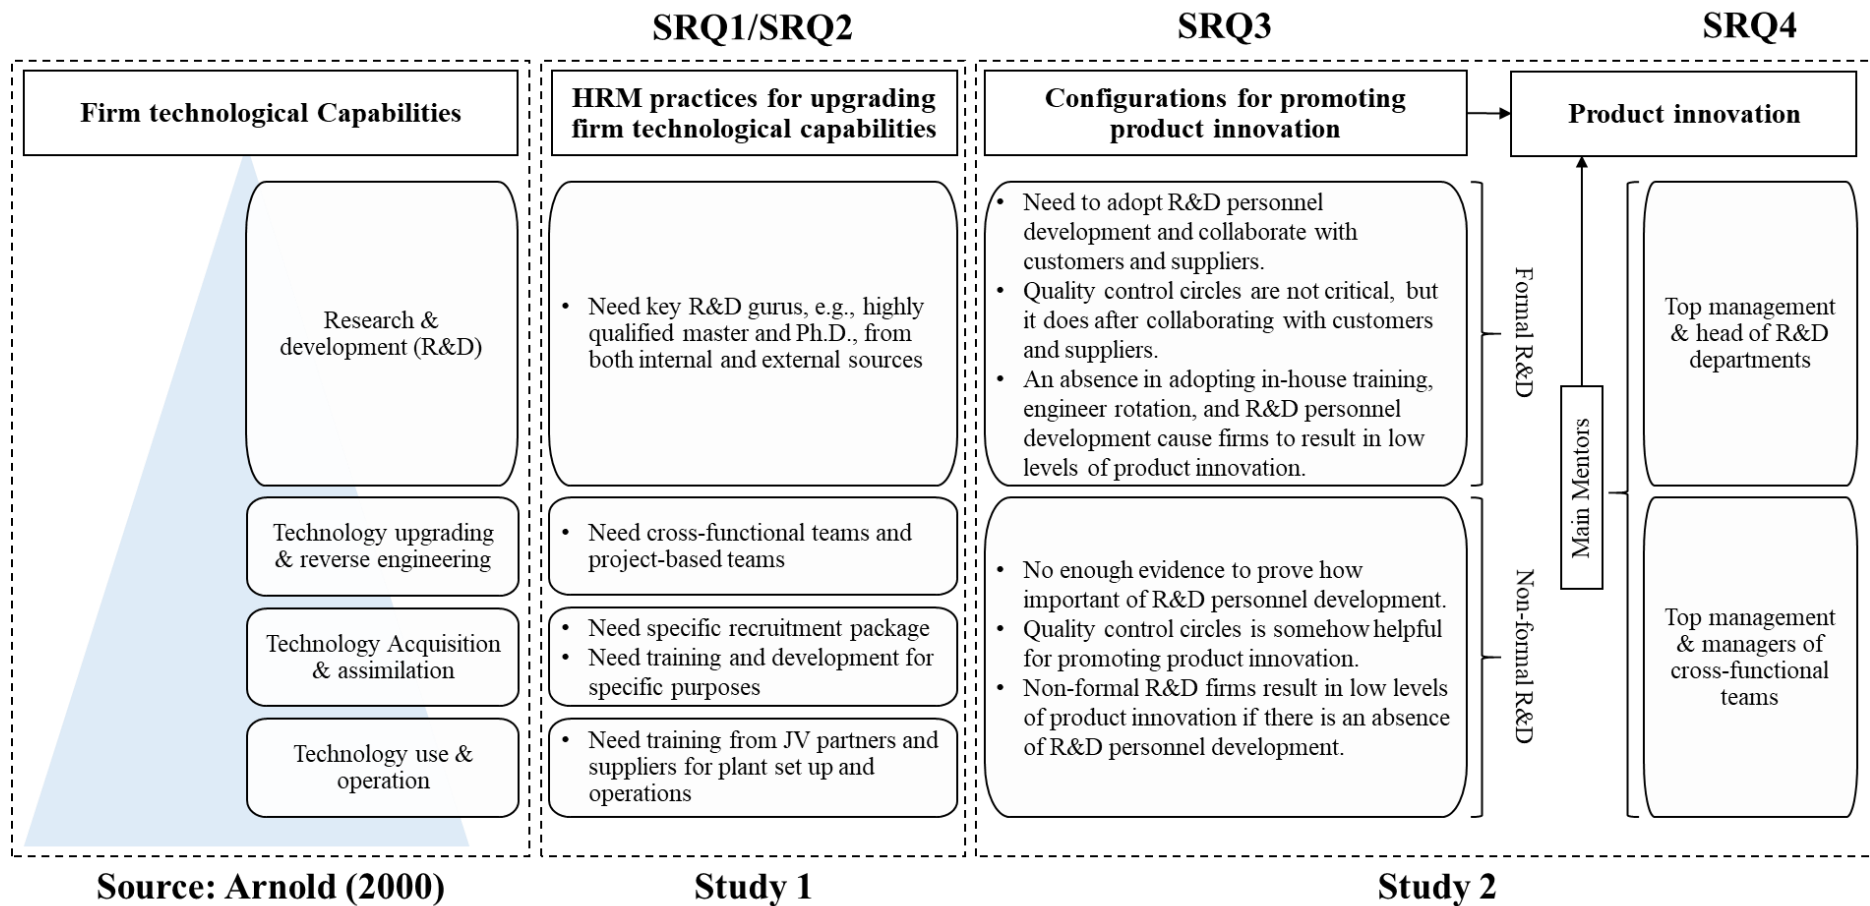 SRQ1/SRQ2
SRQ3
SRQ4
Firm technological Capabilities
HRM practices for upgrading
firm technological capabilities
Configurations for promoting
product innovation
Product innovation
Research &
development (R&D)
Technology upgrading
& reverse engineering
Technology Acquisition
& assimilation
Technology use &
operation
• Need key R&D gurus, e.g., highly
qualified master and Ph.D., from
both internal and external sources
• Need cross-functional teams and
project-based teams
• Need specific recruitment package
• Need training and development for
specific purposes
• Need training from JV partners and
suppliers for plant set up and
operations
• Need to adopt R&D personnel
development and collaborate with
customers and suppliers.
• Quality control circles are not critical, but
it does after collaborating with customers
and suppliers.
• An absence in adopting in-house training,
engineer rotation, and R&D personnel
development cause firms to result in low
levels of product innovation.
• No enough evidence to prove how
important of R&D personnel development.
• Quality control circles is somehow helpful
for promoting product innovation.
• Non-formal R&D firms result in low levels
of product innovation if there is an absence
of R&D personnel development.
Formal R&D
Non-formal R&D
Main Mentors
Top management
& head of R&D
departments
Top management
& managers of
cross-functional
teams
Source: Arnold (2000)
Study 1
Study 2